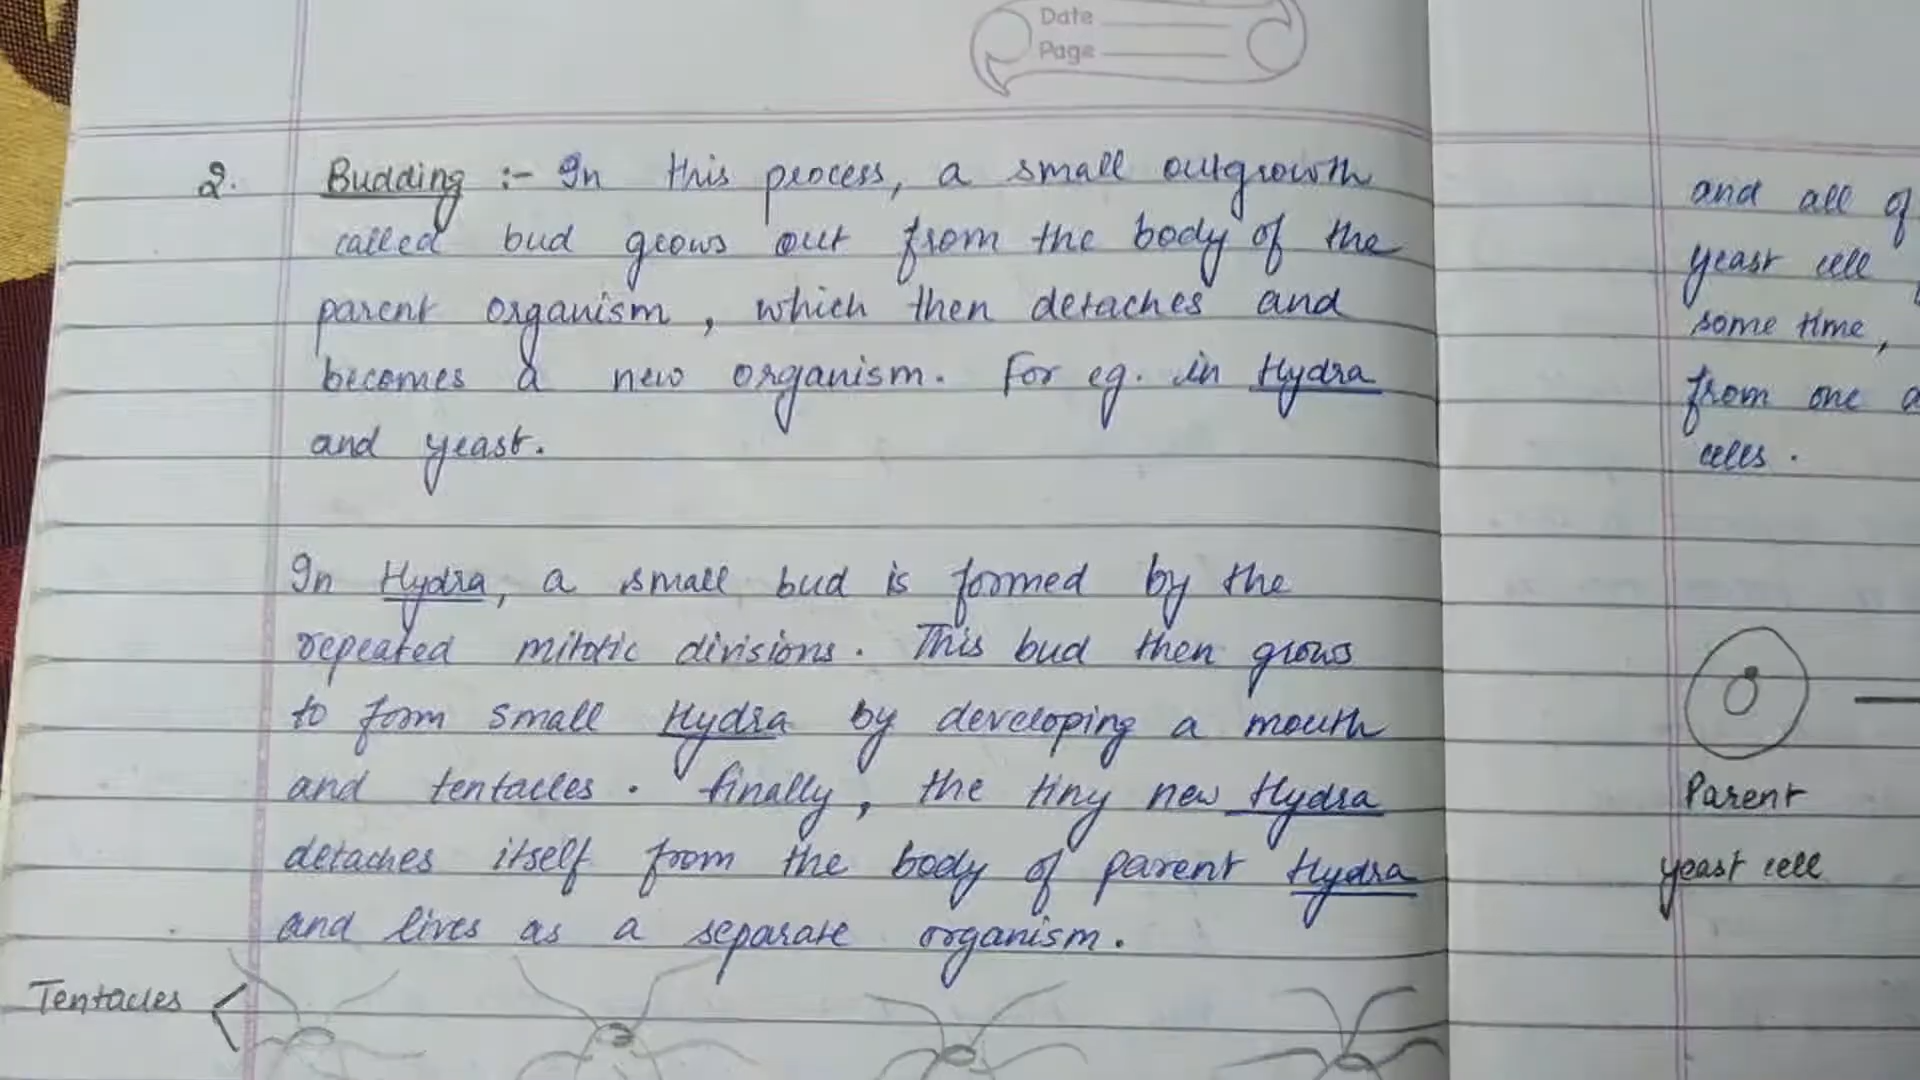 Date
Page
2. Budding :- In this process, a small outgrowth
called bud grows out from the body of the
parent organism, which then detaches and
becomes a new organism. For eg. in Hydra
and yeast.
In Hydra, a small bud is formed by the
repeated mitotic divisions. This bud then grows
to form small Hydra by developing a mouth
and tentacles. finally, the tiny new Hydra
detaches itself from the body of parent Hydra
and lives as a separate organism.
Tentacles
and all of
yeast cell
some time,
from one
cells.
Parent
yeast cell